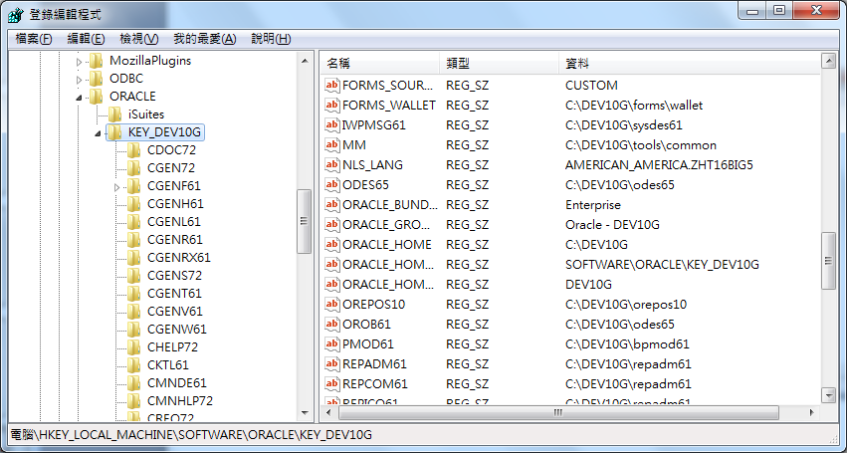 登錄編輯程式
檔案(F) 編輯(E) 檢視(V) 我的最愛(A) 說明(H)
MozillaPlugins
ODBC
ORACLE
iSuites
KEY_DEV10G
CDOC72
CGEN72
CGENF61
CGENH61
CGENL61
CGENR61
CGENRX61
CGENS72
CGENT61
CGENV61
CGENW61
CHELP72
CKTL61
CMNDE61
CMNHLP72
CREO72
名稱 類型 資料
FORMS_SOUR... REG_SZ CUSTOM
FORMS_WALLET REG_SZ C:\DEV10G\forms\wallet
IWPMSG61 REG_SZ C:\DEV10G\sysdes61
MM REG_SZ C:\DEV10G\tools\common
NLS_LANG REG_SZ AMERICAN_AMERICA.ZHT16BIG5
ODES65 REG_SZ C:\DEV10G\odes65
ORACLE_BUND... REG_SZ Enterprise
ORACLE_GRO... REG_SZ Oracle - DEV10G
ORACLE_HOME REG_SZ C:\DEV10G
ORACLE_HOM... REG_SZ SOFTWARE\ORACLE\KEY_DEV10G
ORACLE_HOM... REG_SZ DEV10G
OREPOS10 REG_SZ C:\DEV10G\orepos10
OROB61 REG_SZ C:\DEV10G\odes65
PMOD61 REG_SZ C:\DEV10G\bpmod61
REPADM61 REG_SZ C:\DEV10G\repadm61
REPCOM61 REG_SZ C:\DEV10G\repadm61
REPICO61 REG_SZ C:\DEV10G\repadm61
電腦\HKEY_LOCAL_MACHINE\SOFTWARE\ORACLE\KEY_DEV10G